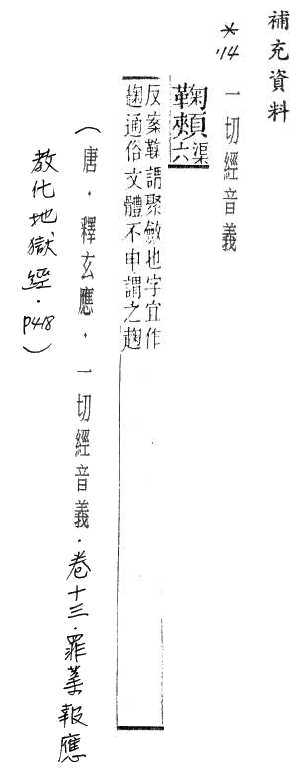 補充資料
*'14 一切經音義
鞠頰 渠六
反案鞠謂聚斂也字宜作
趜通俗文體不申謂之趜
(唐．釋玄應．一切經音義．卷十三．罪業報應
教化地獄經．P418)